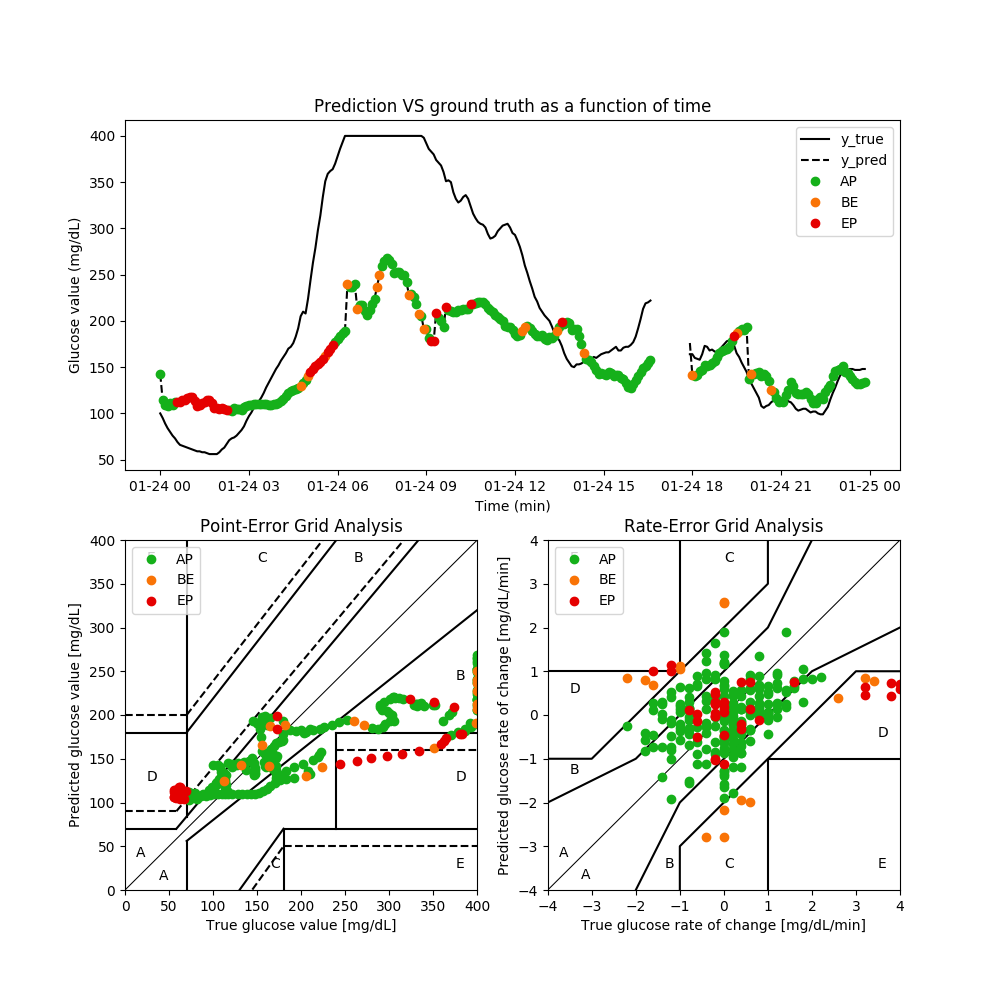 Prediction VS ground truth as a function of time
Glucose value (mg/dL)
400
350
300
250
200
150
100
50
y_true
y_pred
AP
BE
EP
01-24 00 01-24 03 01-24 06 01-24 09 01-24 12 01-24 15 01-24 18 01-24 21 01-25 00
Time (min)
Point-Error Grid Analysis
Predicted glucose value [mg/dL]
400
350
300
250
200
150
100
50
0
AP
BE
EP
C
B
B
D
D
A
A
C
E
0 50 100 150 200 250 300 350 400
True glucose value [mg/dL]
Rate-Error Grid Analysis
Predicted glucose rate of change [mg/dL/min]
4
3
2
1
0
−1
−2
−3
−4
AP
BE
EP
C
D
D
B
A
A
B
C
E
−4 −3 −2 −1 0 1 2 3 4
True glucose rate of change [mg/dL/min]